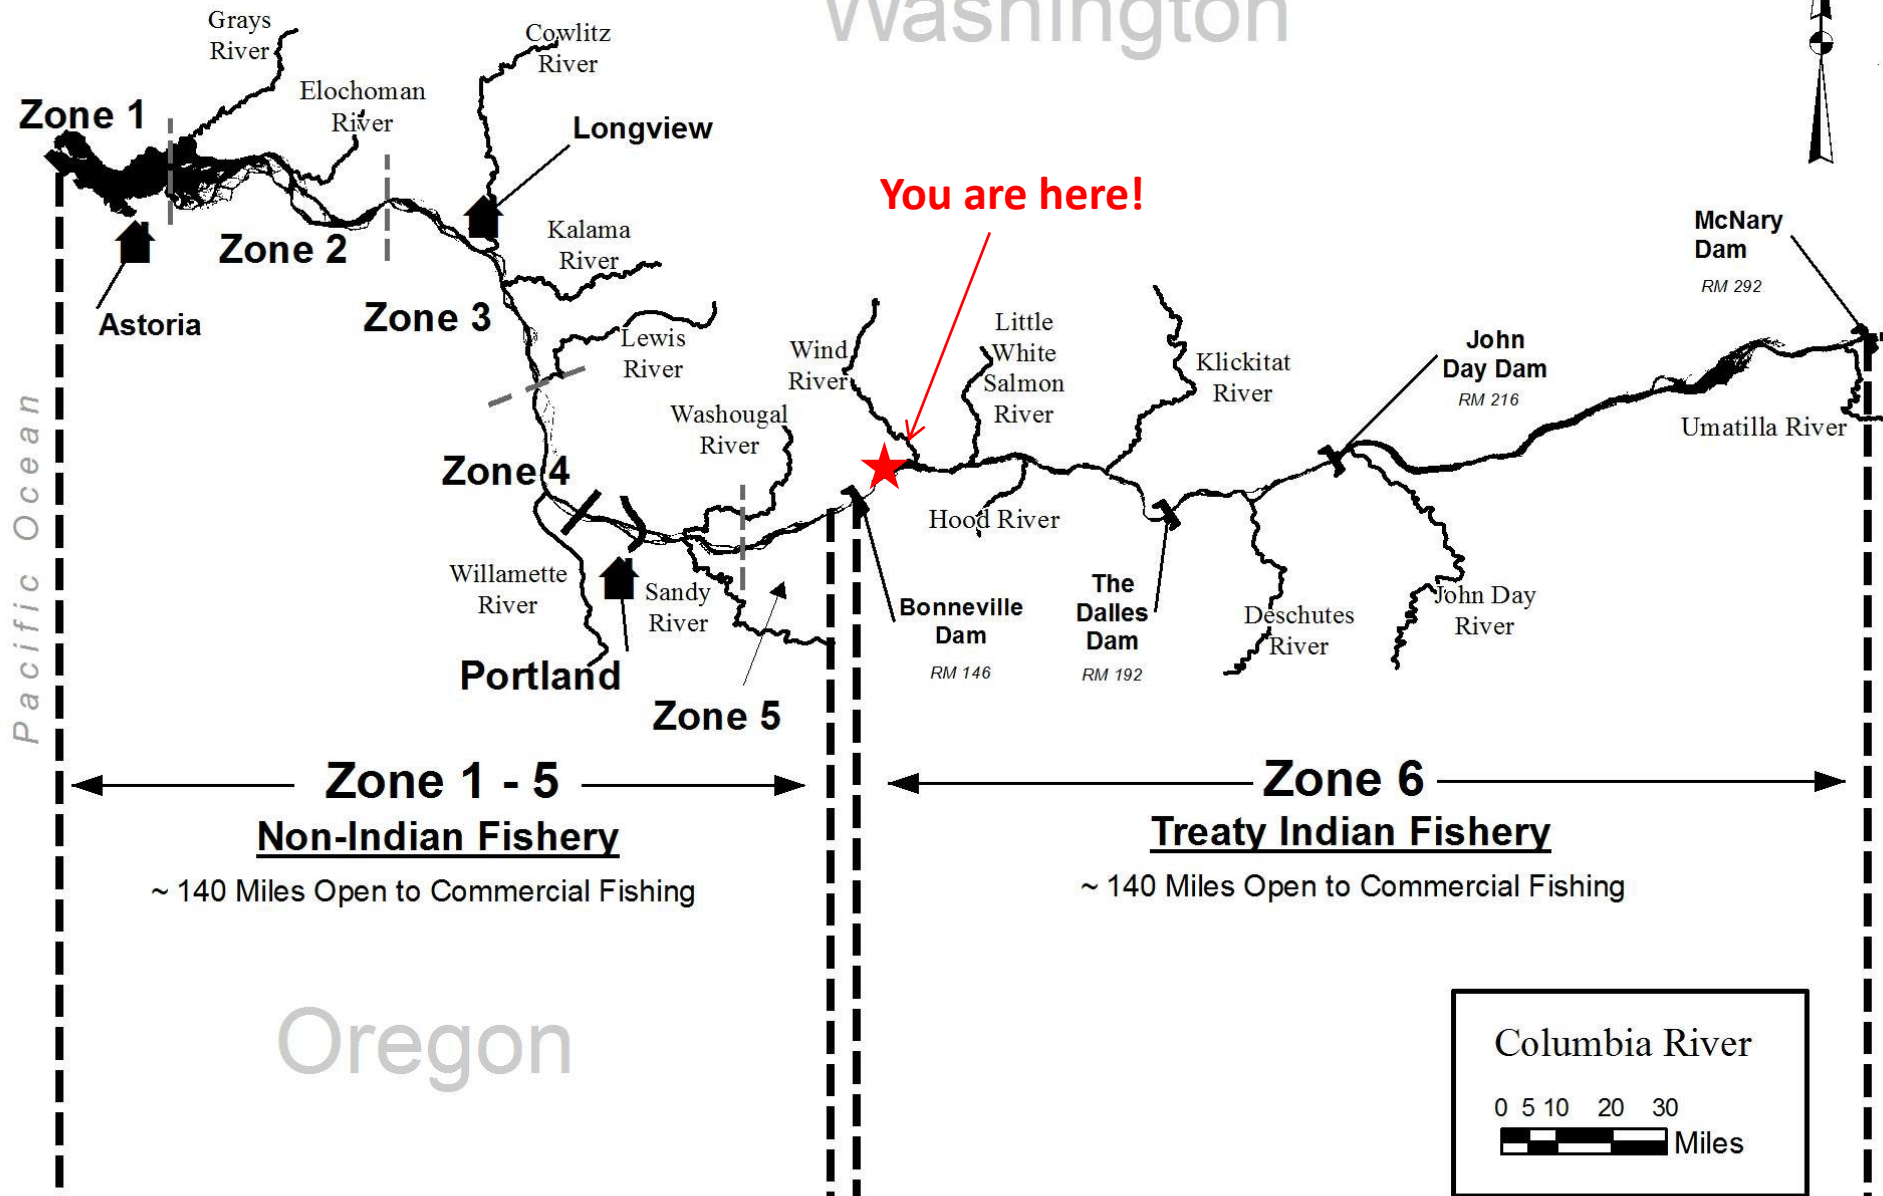 Washington
Grays
River
Cowlitz
River
Zone 1
Elochoman
River
Longview
You are here!
Zone 2
Kalama
River
McNary
Dam
RM 292
Astoria
Zone 3
Lewis
River
Wind
River
Little
White
Salmon
River
Klickitat
River
John
Day Dam
RM 216
Washougal
River
Umatilla River
Pacific Ocean
Zone 4
Hood River
Willamette
River
Sandy
River
Bonneville
Dam
RM 146
The
Dalles
Dam
RM 192
Deschutes
River
John Day
River
Portland
Zone 5
Zone 1 - 5
Non-Indian Fishery
~ 140 Miles Open to Commercial Fishing
Zone 6
Treaty Indian Fishery
~ 140 Miles Open to Commercial Fishing
Oregon
Columbia River
0 5 10 20 30
Miles